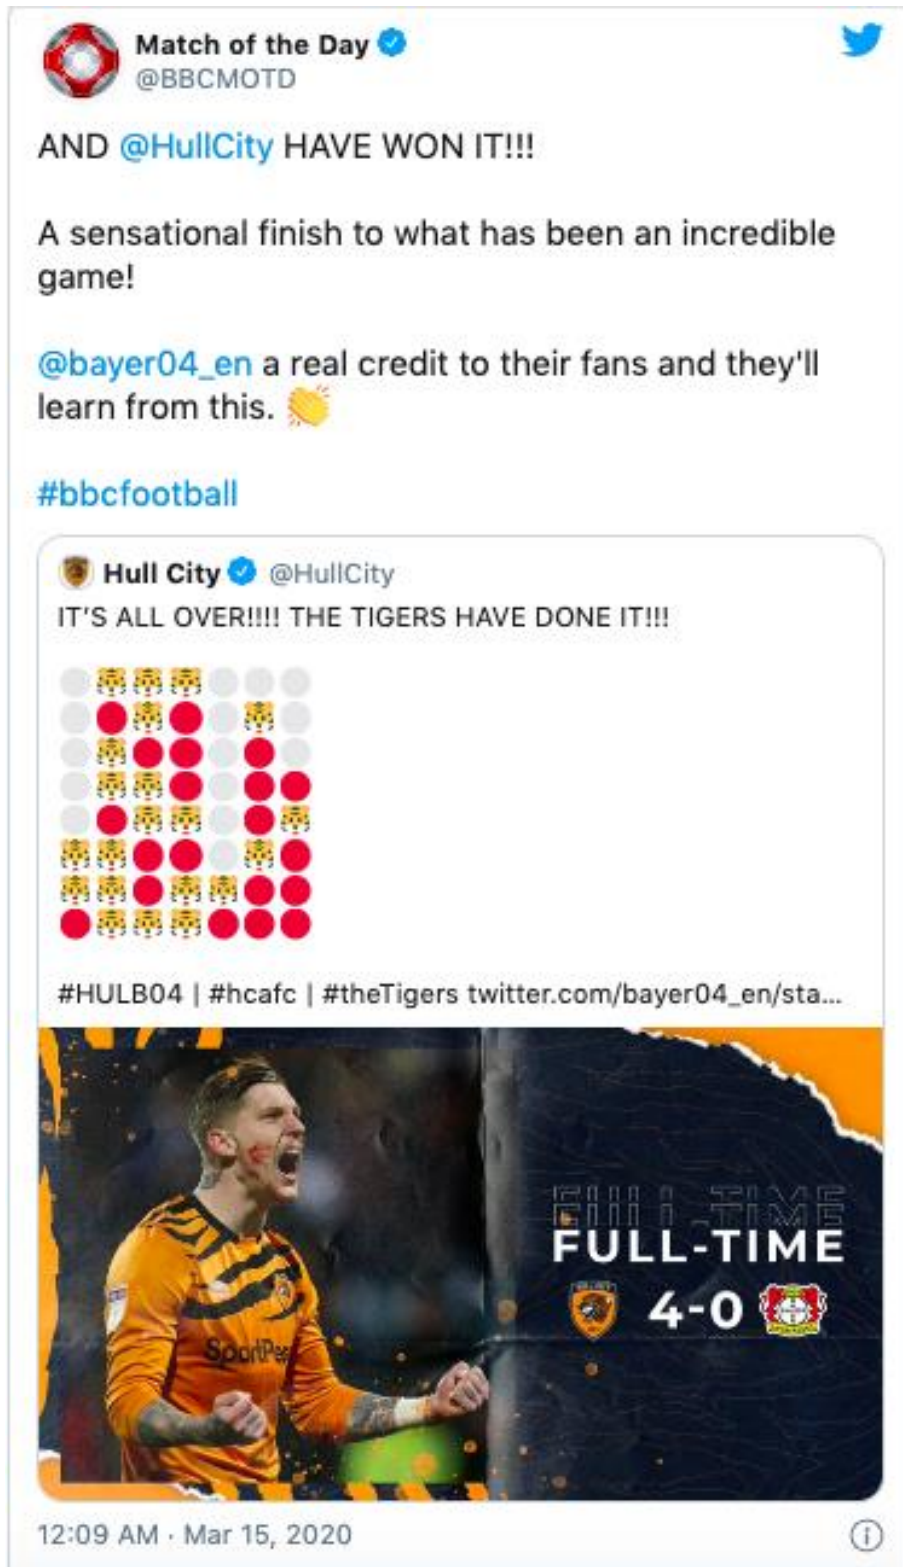 Match of the Day
@BBCMOTD
AND @HullCity HAVE WON IT!!!
A sensational finish to what has been an incredible
game!
@bayer04_en a real credit to their fans and they'll
learn from this. 👏
#bbcfootball
Hull City @HullCity
IT'S ALL OVER!!!! THE TIGERS HAVE DONE IT!!!
#HULB04 | #hcafc | #theTigers twitter.com/bayer04_en/sta...
FULL-TIME
FULL-TIME
4-0
12:09 AM · Mar 15, 2020